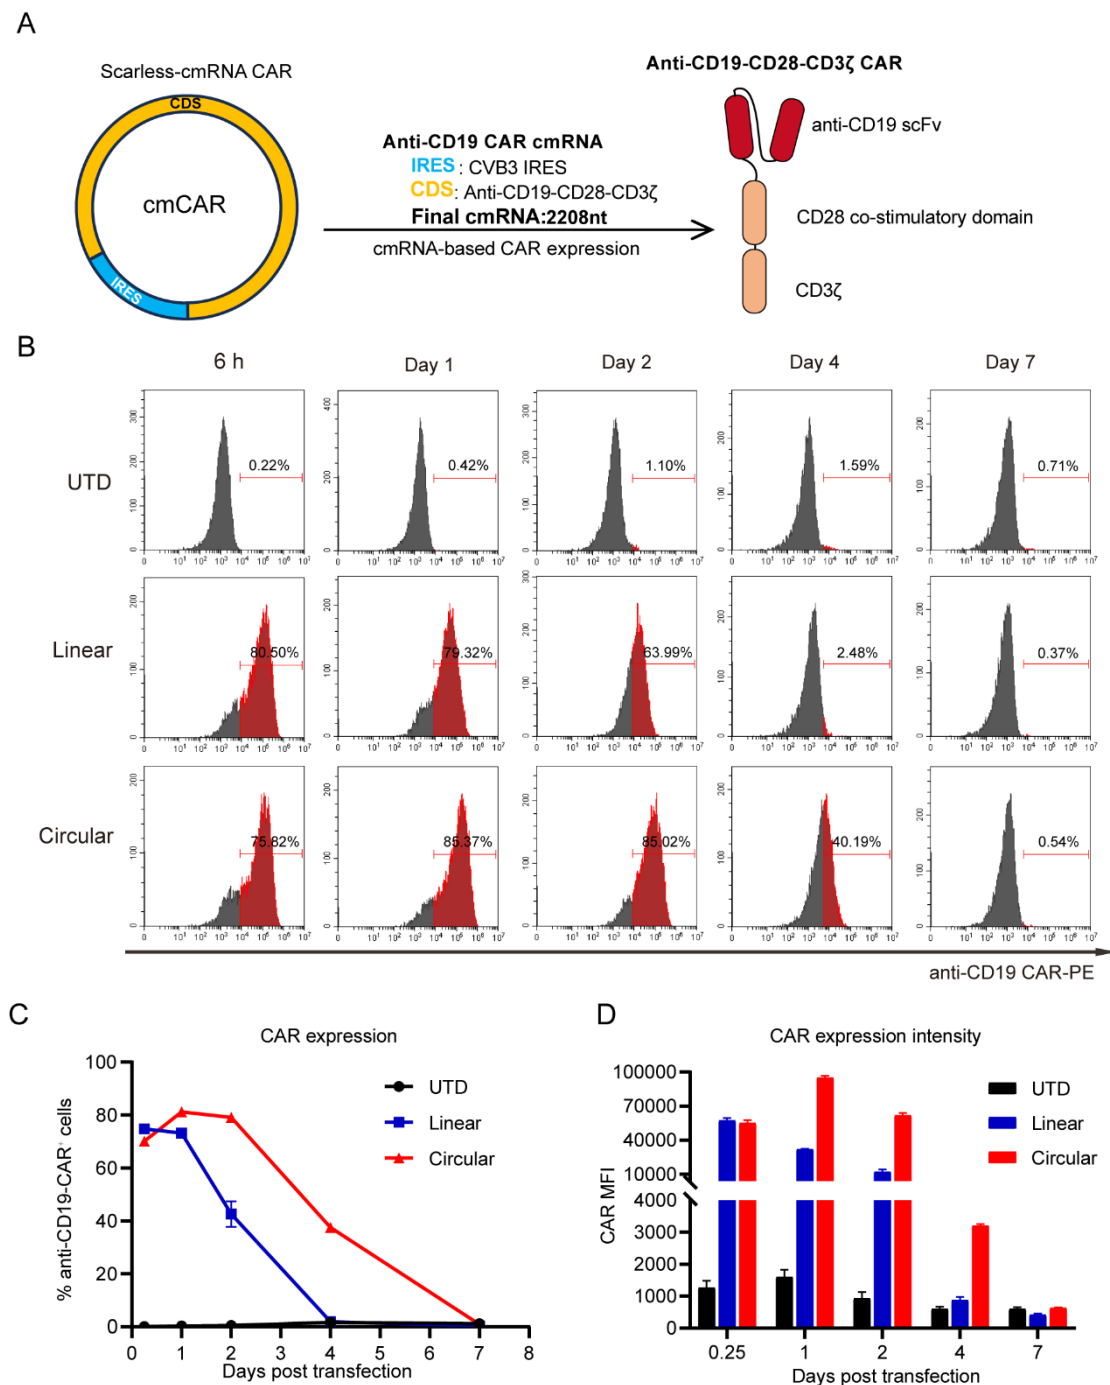 A
Scarless-cmRNA CAR
CDS
cmCAR
IRES
Anti-CD19 CAR cmRNA
IRES : CVB3 IRES
CDS: Anti-CD19-CD28-CD3ζ
Final cmRNA:2208nt
cmRNA-based CAR expression
Anti-CD19-CD28-CD3ζ CAR
anti-CD19 scFv
CD28 co-stimulatory domain
CD3ζ
B
6 h Day 1 Day 2 Day 4 Day 7
UTD
0.22% 0.42% 1.10% 1.59% 0.71%
Linear
80.50% 79.32% 63.99% 2.48% 0.37%
Circular
75.82% 85.37% 85.02% 40.19% 0.54%
anti-CD19 CAR-PE
C
CAR expression
% anti-CD19-CAR⁺ cells
100
80
60
40
20
0
UTD
Linear
Circular
0 1 2 3 4 5 6 7 8
Days post transfection
D
CAR expression intensity
CAR MFI
100000
70000
40000
10000
4000
3000
2000
1000
0
UTD
Linear
Circular
0.25 1 2 4 7
Days post transfection